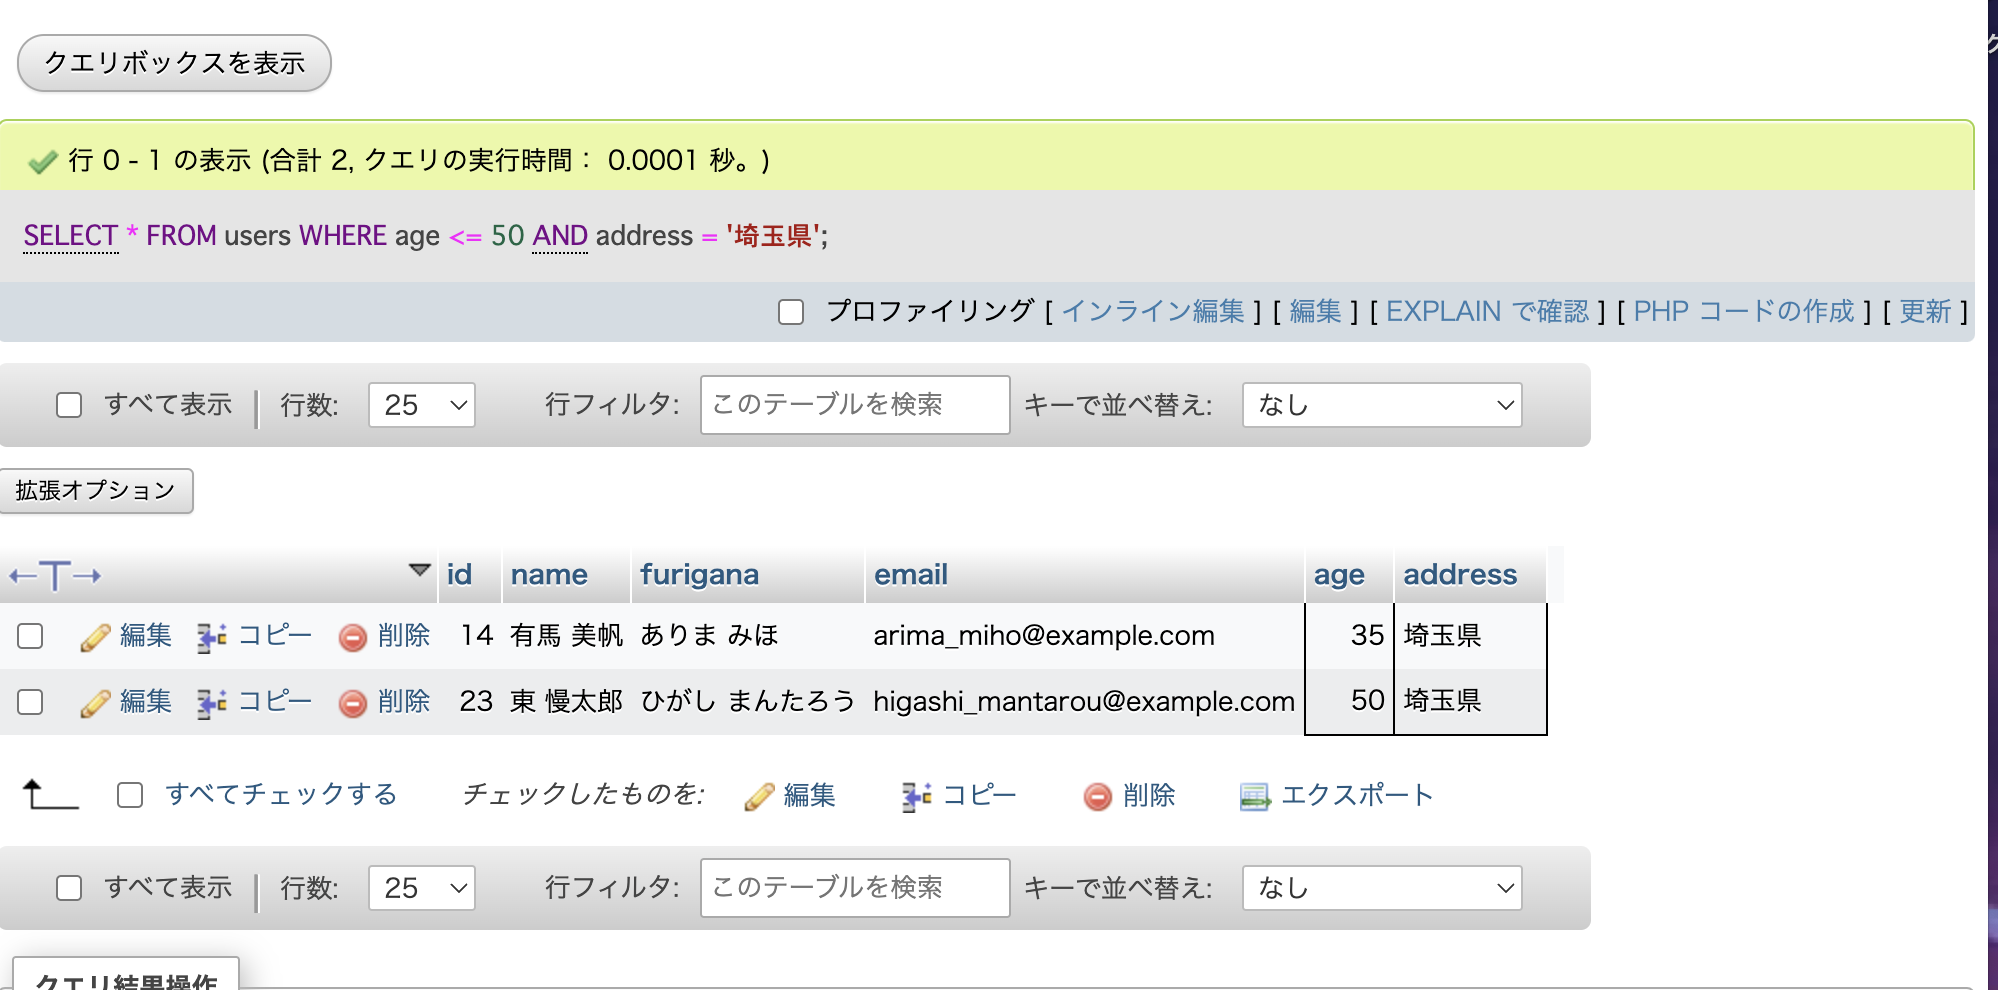 クエリボックスを表示
行 0 - 1 の表示 (合計 2, クエリの実行時間： 0.0001 秒。)
SELECT * FROM users WHERE age <= 50 AND address = '埼玉県';
プロファイリング [ インライン編集 ] [ 編集 ] [ EXPLAIN で確認 ] [ PHP コードの作成 ] [ 更新 ]
すべて表示 行数: 25 行フィルタ: このテーブルを検索 キーで並べ替え: なし
拡張オプション
←T→ id name furigana email age address
編集 コピー 削除 14 有馬 美帆 ありま みほ arima_miho@example.com 35 埼玉県
編集 コピー 削除 23 東 慢太郎 ひがし まんたろう higashi_mantarou@example.com 50 埼玉県
すべてチェックする チェックしたものを: 編集 コピー 削除 エクスポート
すべて表示 行数: 25 行フィルタ: このテーブルを検索 キーで並べ替え: なし
クエリ結果操作